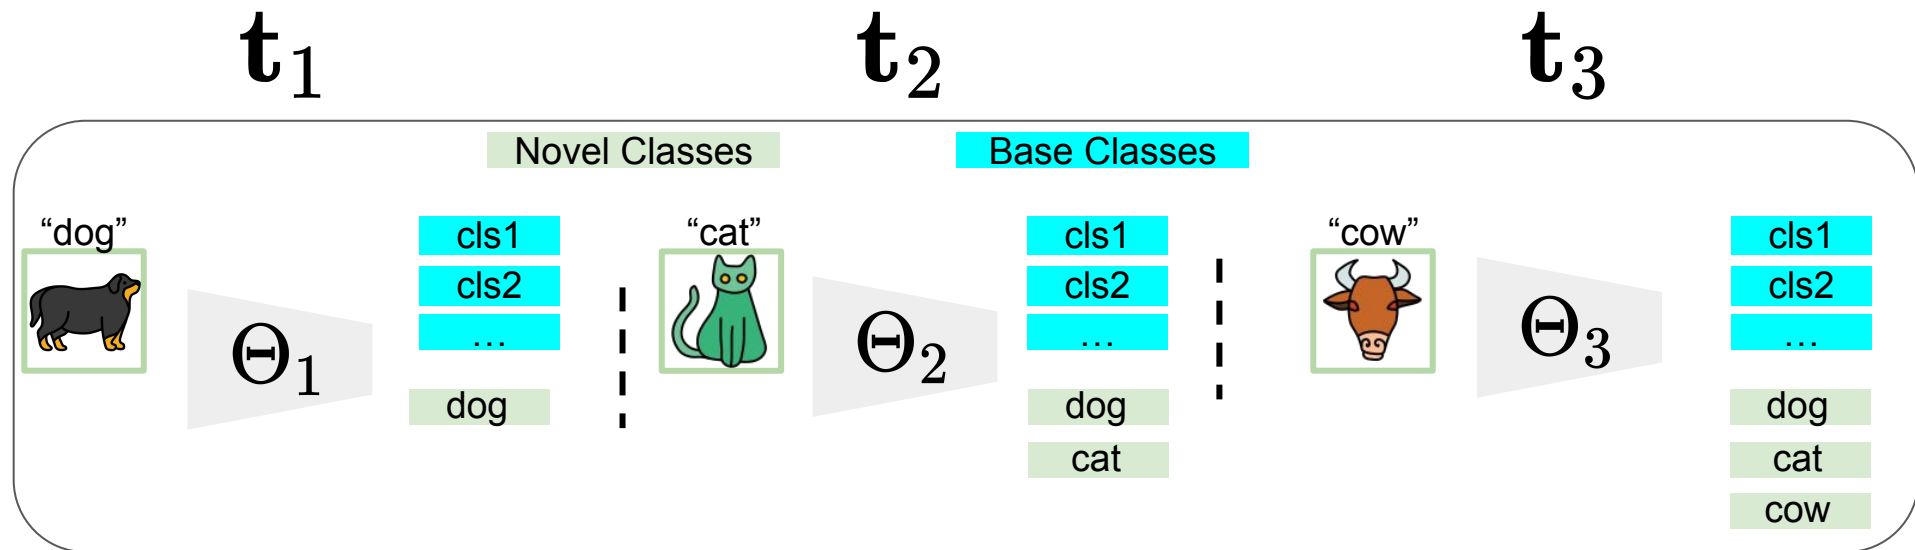 t₁ t₂ t₃
Novel Classes Base Classes
“dog”
Θ₁
cls1
cls2
...
dog
“cat”
Θ₂
cls1
cls2
...
dog
cat
“cow”
Θ₃
cls1
cls2
...
dog
cat
cow